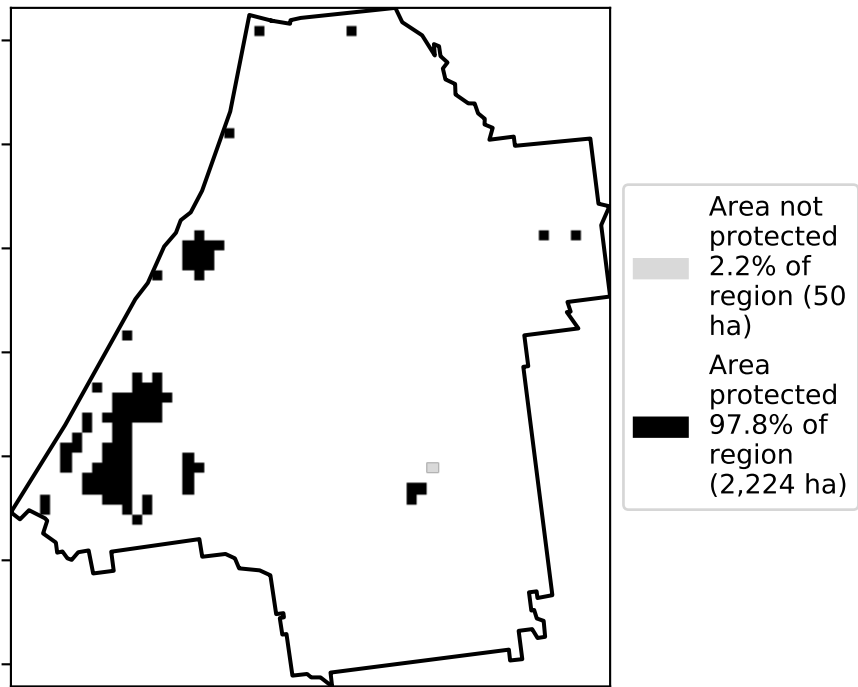 Area not
protected
2.2% of
region (50
ha)
Area
protected
97.8% of
region
(2,224 ha)